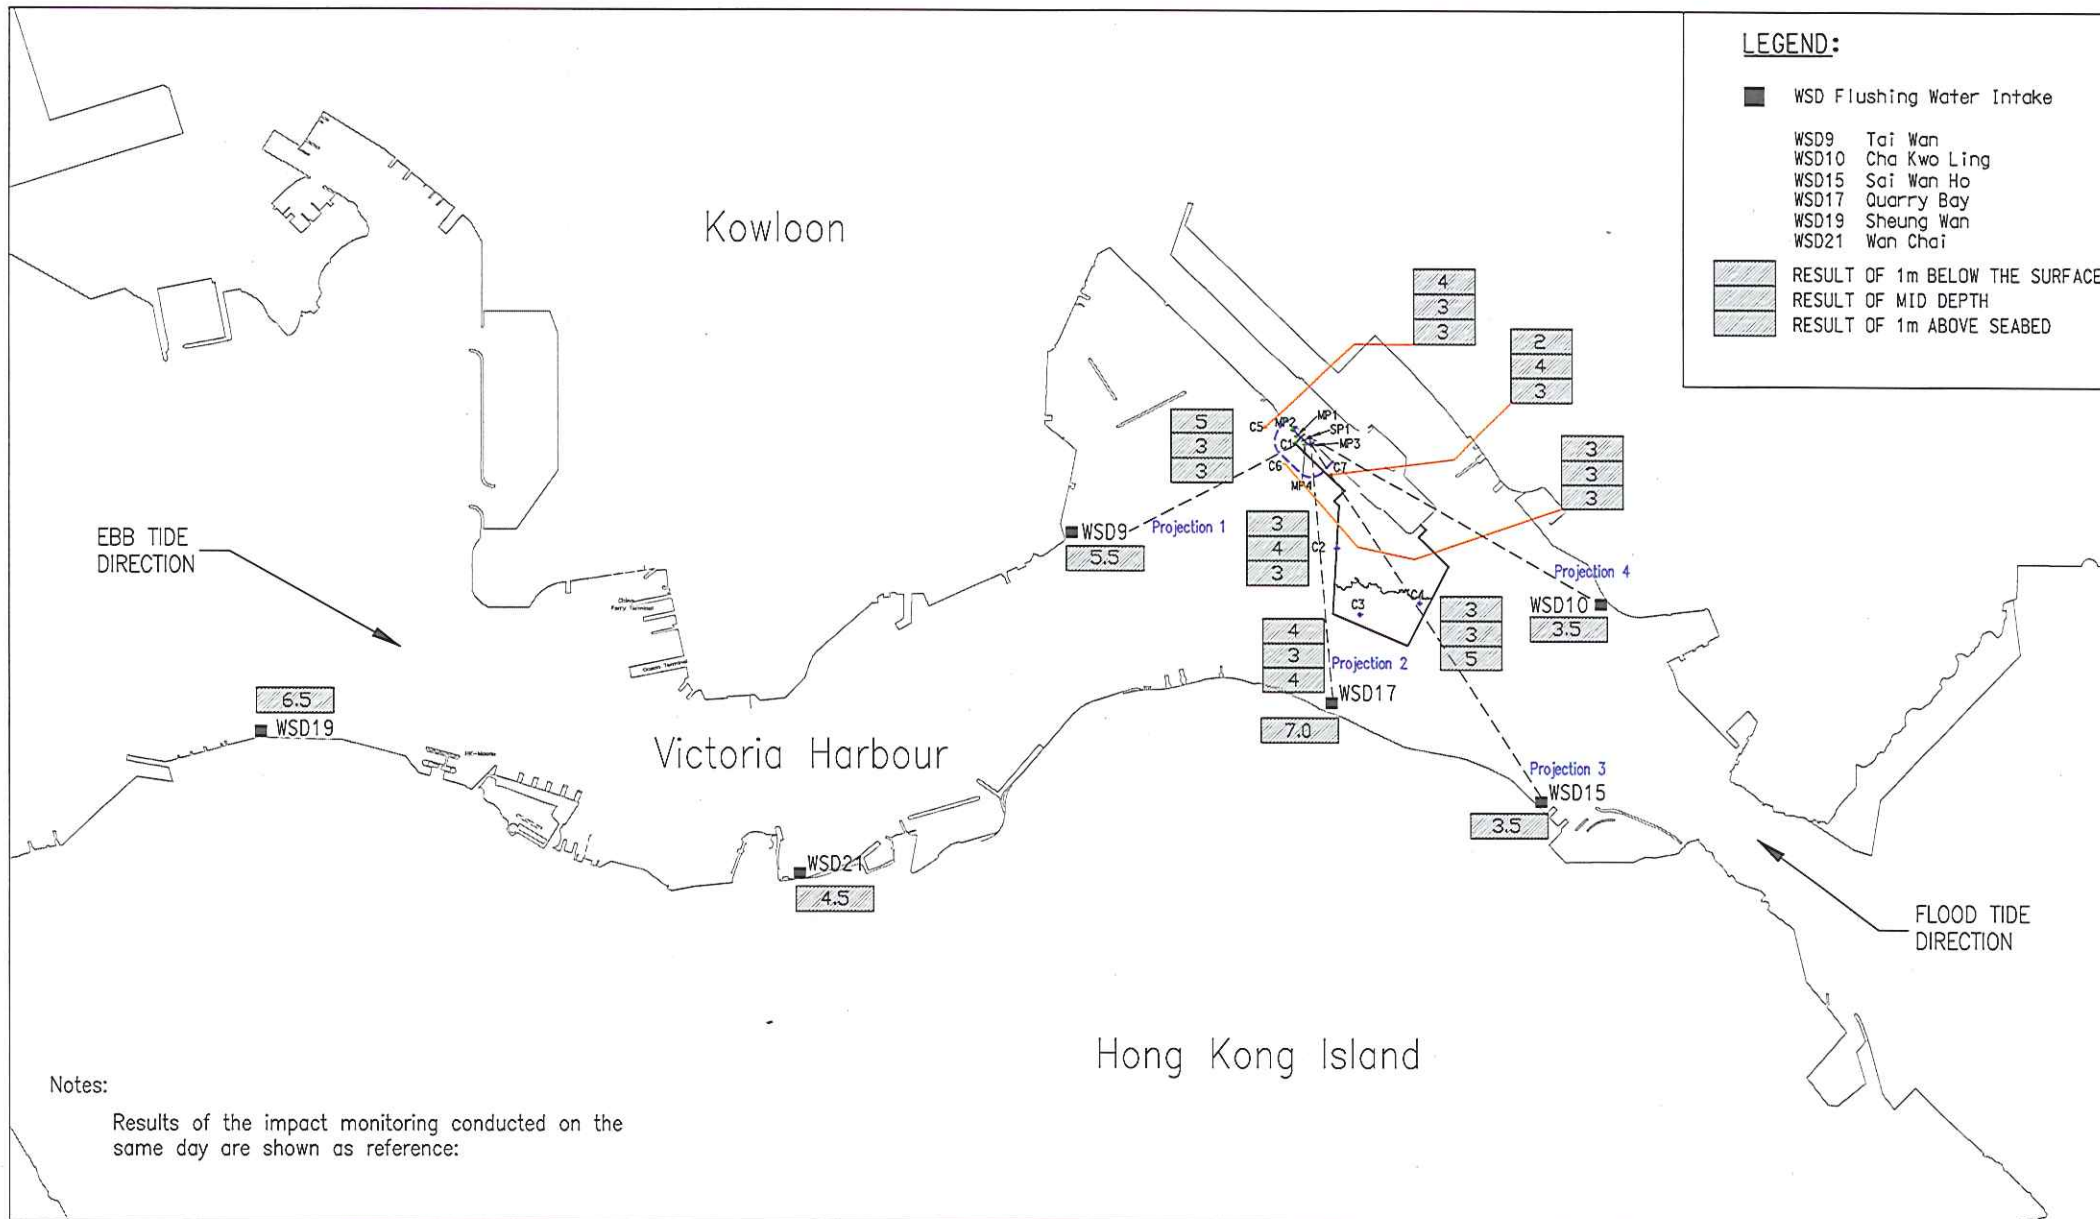 LEGEND:
WSD Flushing Water Intake
WSD9 Tai Wan
WSD10 Cha Kwo Ling
WSD15 Sai Wan Ho
WSD17 Quarry Bay
WSD19 Sheung Wan
WSD21 Wan Chai
RESULT OF 1m BELOW THE SURFACE
RESULT OF MID DEPTH
RESULT OF 1m ABOVE SEABED
Kowloon
4
3
3
2
4
3
5
3
3
3
3
3
C5
MP2
MP1
SP1
C1
MP3
C6
C7
MP4
WSD9
5.5
Projection 1
3
4
3
C2
C3
C4
Projection 4
WSD10
3.5
3
3
5
4
3
4
Projection 2
WSD17
7.0
Projection 3
WSD15
3.5
EBB TIDE
DIRECTION
China
Ferry Terminal
Ocean Terminal
6.5
WSD19
Victoria Harbour
WSD21
4.5
FLOOD TIDE
DIRECTION
Hong Kong Island
Notes:
Results of the impact monitoring conducted on the
same day are shown as reference: